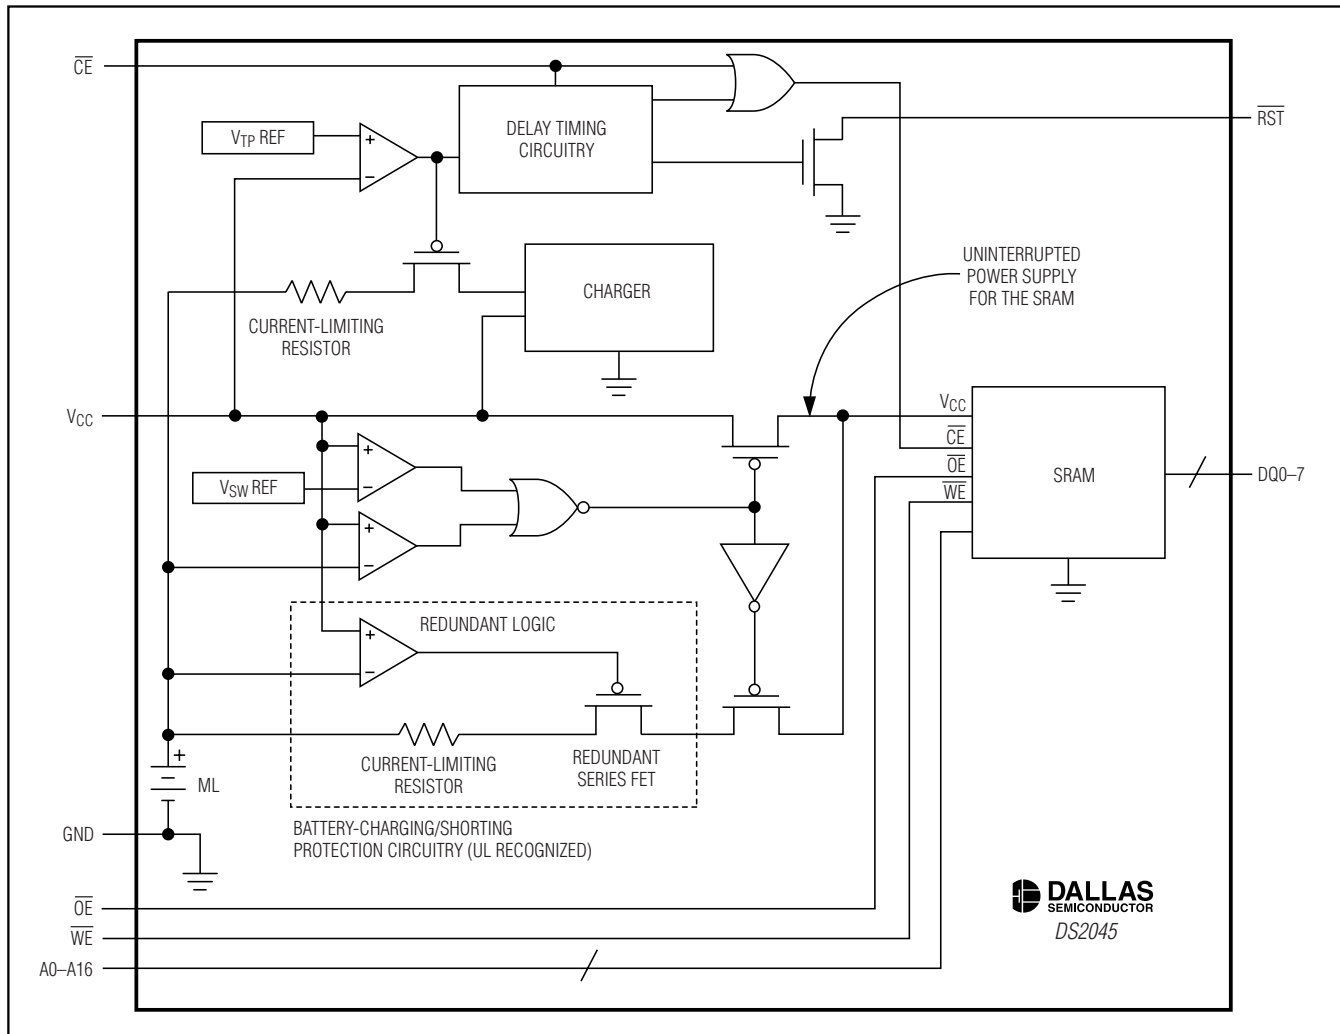 CE
RST
VTP REF
+
−
DELAY TIMING
CIRCUITRY
CHARGER
UNINTERRUPTED
POWER SUPPLY
FOR THE SRAM
CURRENT-LIMITING
RESISTOR
VCC
VCC
CE
OE
WE
SRAM
DQ0–7
VSW REF
+
−
+
−
REDUNDANT LOGIC
+
−
CURRENT-LIMITING
RESISTOR
REDUNDANT
SERIES FET
+
ML
GND
BATTERY-CHARGING/SHORTING
PROTECTION CIRCUITRY (UL RECOGNIZED)
OE
WE
A0–A16
DALLAS
SEMICONDUCTOR
DS2045